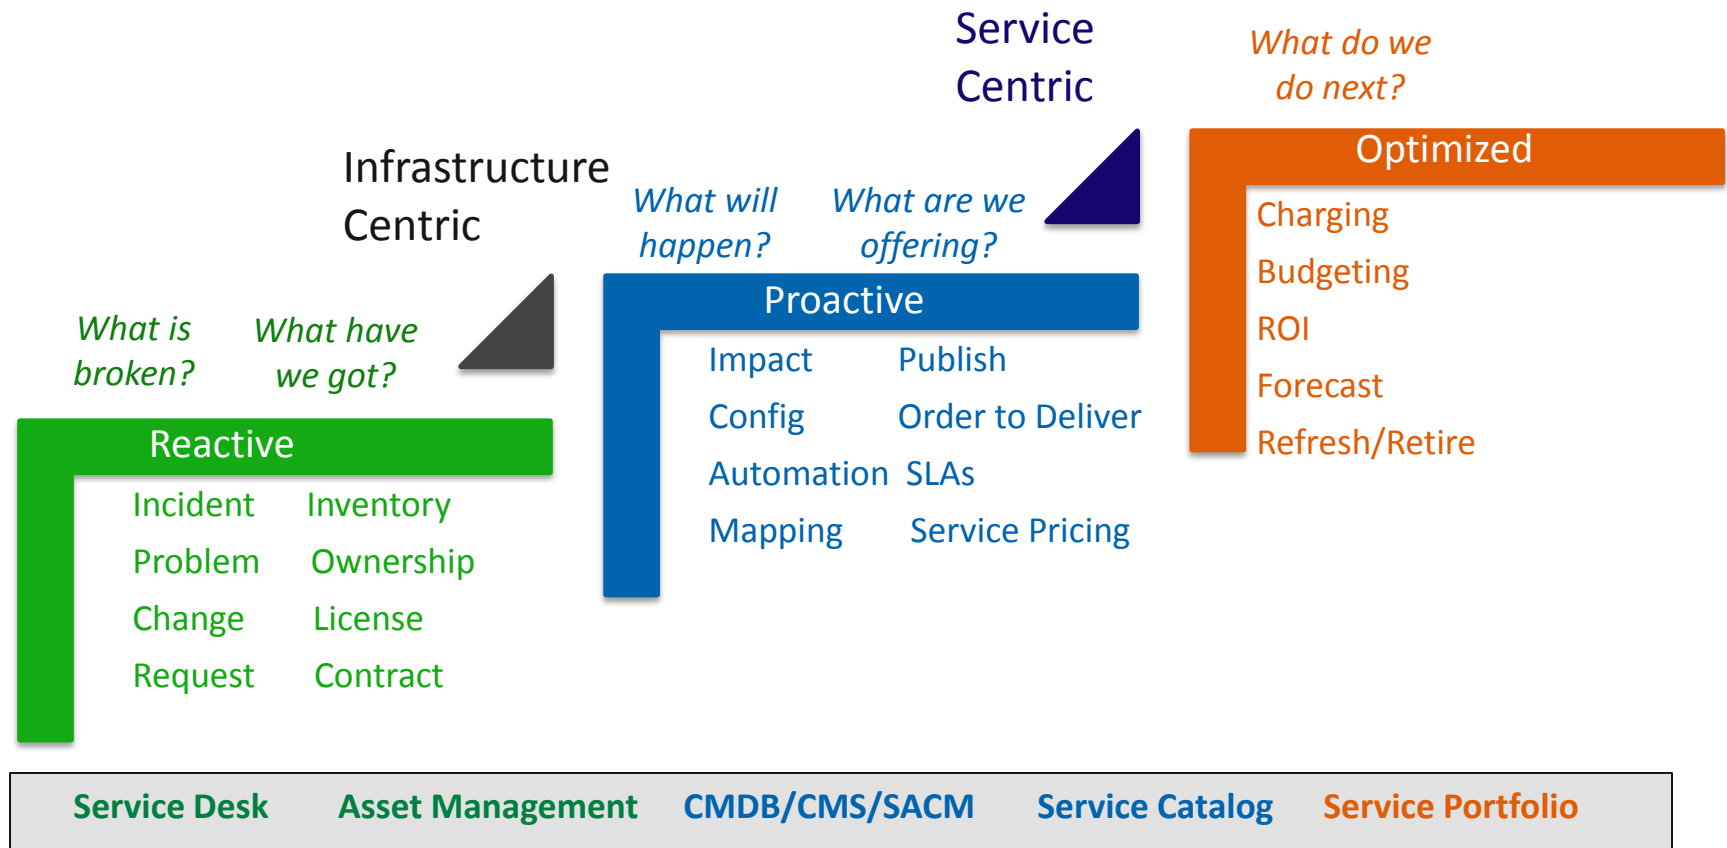 Service
Centric
What do we
do next?
Optimized
Charging
Budgeting
ROI
Forecast
Refresh/Retire
Infrastructure
Centric
What will
happen?
What are we
offering?
Proactive
Impact Publish
Config Order to Deliver
Automation SLAs
Mapping Service Pricing
What is
broken?
What have
we got?
Reactive
Incident Inventory
Problem Ownership
Change License
Request Contract
Service Desk Asset Management CMDB/CMS/SACM Service Catalog Service Portfolio